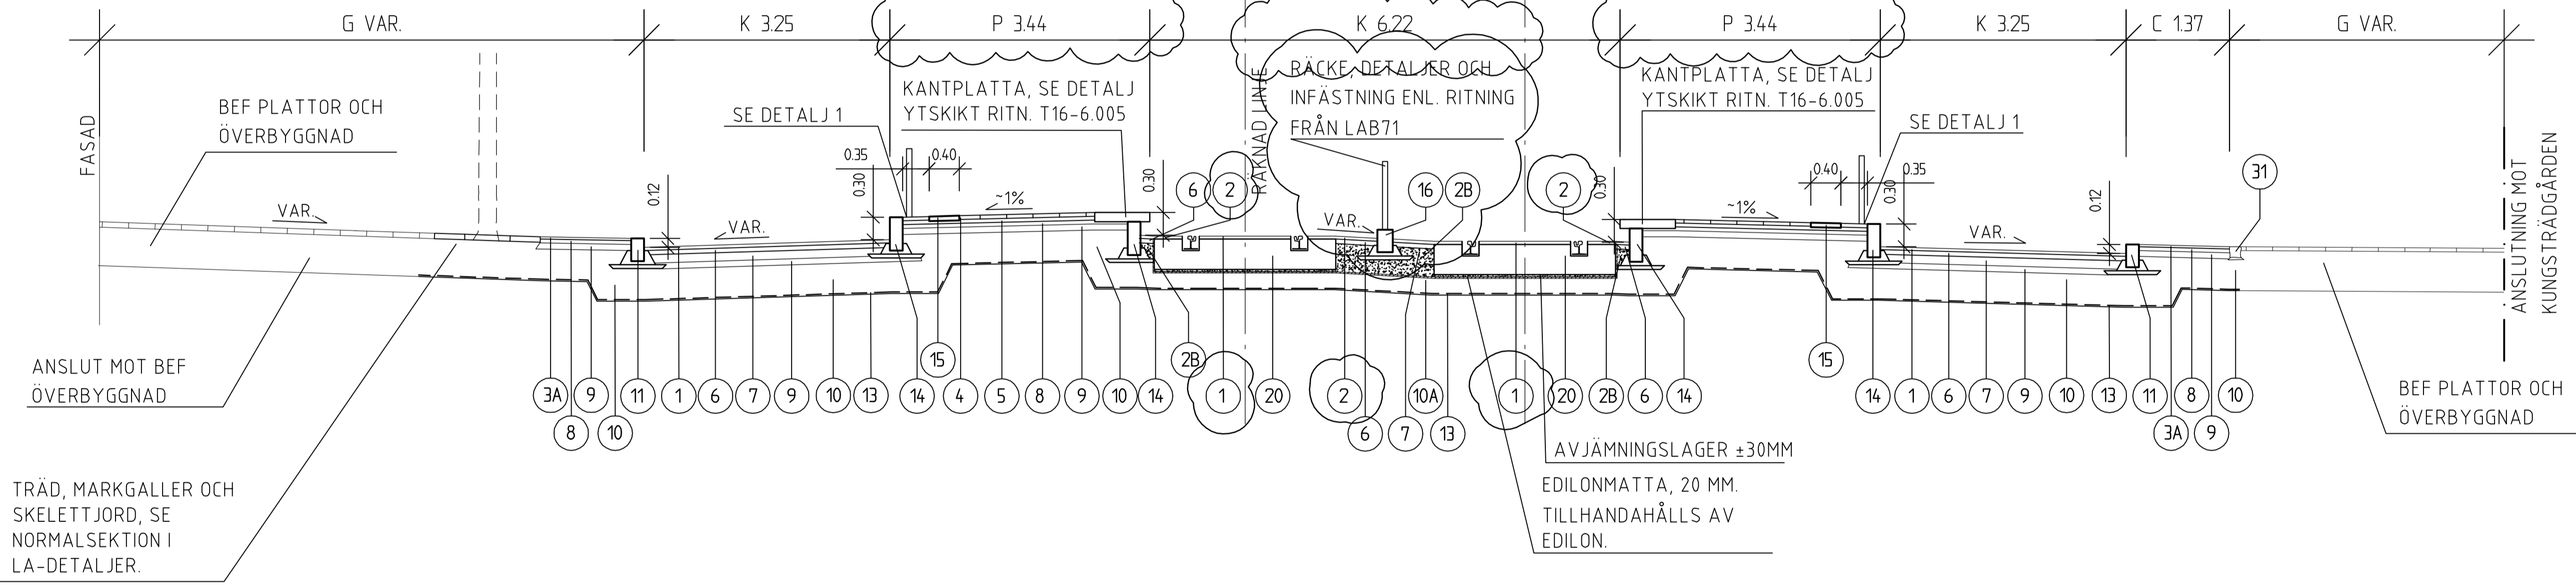 G VAR.
K 3.25
P 3.44
K 6.22
P 3.44
K 3.25
C 1.37
G VAR.
FASAD
BEF PLATTOR OCH
ÖVERBYGGNAD
SE DETALJ 1
KANTPLATTA, SE DETALJ
YTSKIKT RITN. T16-6.005
RÄKNAD LINJE
RÄCKE, DETALJER OCH
INFÄSTNING ENL. RITNING
FRÅN LAB71
KANTPLATTA, SE DETALJ
YTSKIKT RITN. T16-6.005
SE DETALJ 1
ANSLUTNING MOT
KUNGSTRÄDGÅRDEN
VAR.
0.12
VAR.
0.35
0.30
0.40
~1%
0.30
6
2
VAR.
16
2B
2
0.30
~1%
0.40
0.30
0.35
VAR.
0.12
31
ANSLUT MOT BEF
ÖVERBYGGNAD
15
2B
15
3A
9
11
1
6
7
9
10
13
14
4
5
8
9
10
14
1
20
2
10A
1
20
2B
6
14
14
1
6
7
9
10
13
11
8
10
8
10
6
7
13
3A
9
BEF PLATTOR OCH
ÖVERBYGGNAD
AVJÄMNINGSLAGER ±30MM
EDILONMATTA, 20 MM.
TILLHANDAHÅLLS AV
EDILON.
TRÄD, MARKGALLER OCH
SKELETTJORD, SE
NORMALSEKTION I
LA-DETALJER.